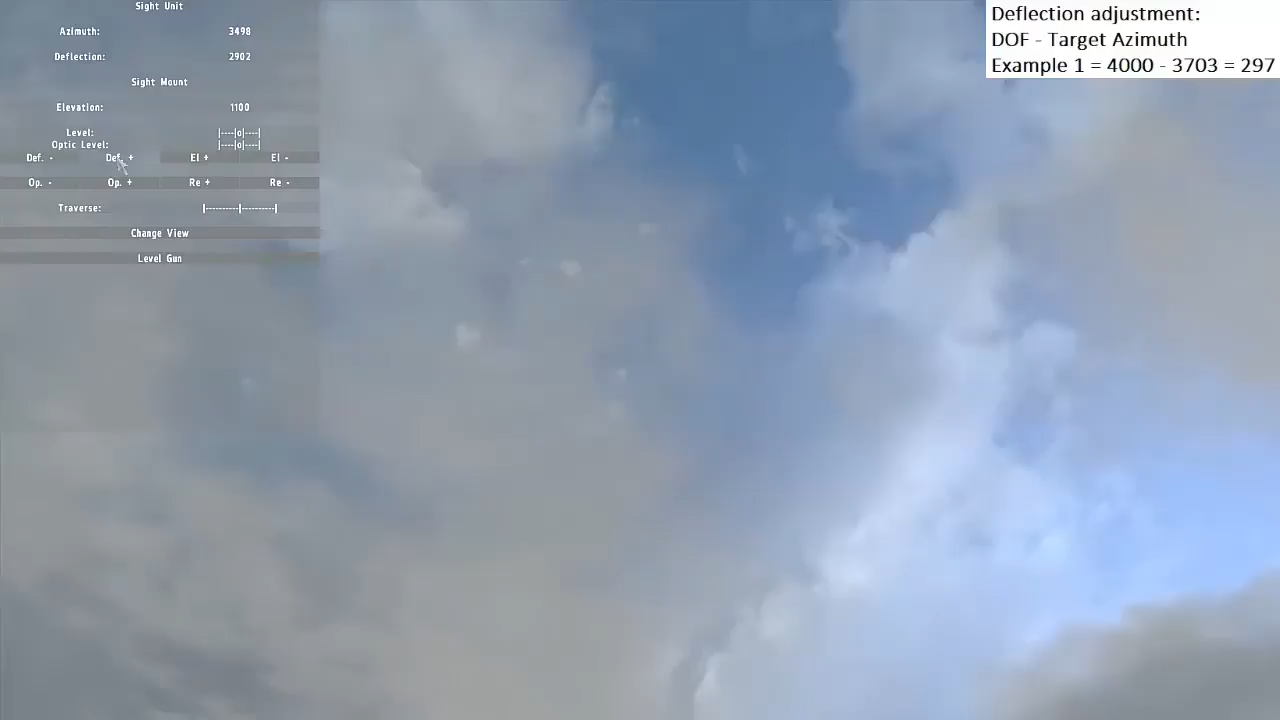 Sight Unit
Azimuth: 3498
Deflection: 2902
Sight Mount
Elevation: 1100
Level: |----|o|----|
Optic Level: |----|o|----|
Def. - Def. + El + El -
Op. - Op. + Re + Re -
Traverse: |----------|----------|
Change View
Level Gun
Deflection adjustment:
DOF - Target Azimuth
Example 1 = 4000 - 3703 = 297